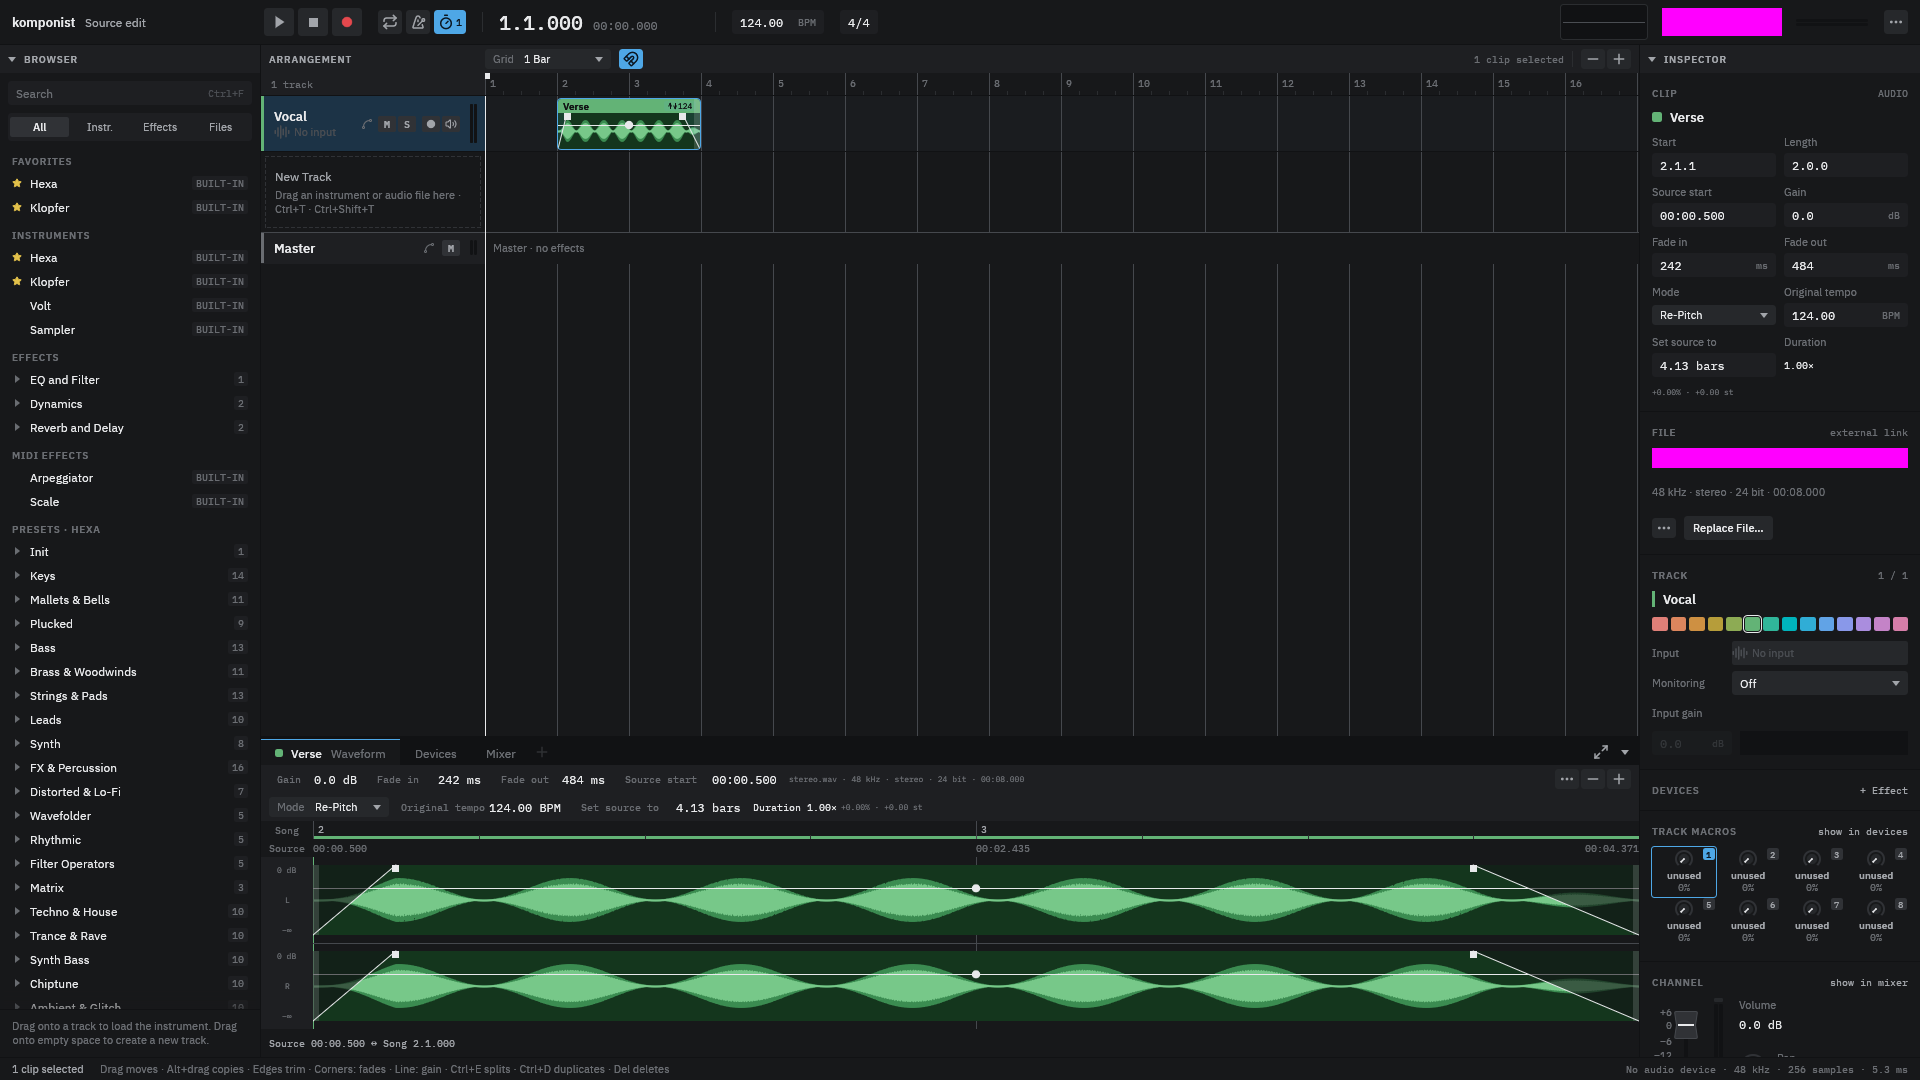 komponist Source edit 1 1.1.000 00:00.000 124.00 BPM 4/4
BROWSER
Search Ctrl+F
All Instr. Effects Files
FAVORITES
Hexa BUILT-IN
Klopfer BUILT-IN
INSTRUMENTS
Hexa BUILT-IN
Klopfer BUILT-IN
Volt BUILT-IN
Sampler BUILT-IN
EFFECTS
EQ and Filter 1
Dynamics 2
Reverb and Delay 2
MIDI EFFECTS
Arpeggiator BUILT-IN
Scale BUILT-IN
PRESETS · HEXA
Init 1
Keys 14
Mallets & Bells 11
Plucked 9
Bass 13
Brass & Woodwinds 11
Strings & Pads 13
Leads 10
Synth 8
FX & Percussion 16
Distorted & Lo-Fi 7
Wavefolder 5
Rhythmic 5
Filter Operators 5
Matrix 3
Techno & House 10
Trance & Rave 10
Synth Bass 10
Chiptune 10
Ambient & Glitch 10
Drag onto a track to load the instrument. Drag
onto empty space to create a new track.
ARRANGEMENT Grid 1 Bar 1 clip selected
1 track 1 2 3 4 5 6 7 8 9 10 11 12 13 14 15 16
Vocal M S
No input
Verse 124
New Track
Drag an instrument or audio file here ·
Ctrl+T · Ctrl+Shift+T
Master M Master · no effects
Verse Waveform Devices Mixer
Gain 0.0 dB Fade in 242 ms Fade out 484 ms Source start 00:00.500 stereo.wav · 48 kHz · stereo · 24 bit · 00:08.000
Mode Re-Pitch Original tempo 124.00 BPM Set source to 4.13 bars Duration 1.00× +0.00% · +0.00 st
Song 2 3
Source 00:00.500 00:02.435 00:04.371
0 dB
L
-∞
0 dB
R
-∞
Source 00:00.500 ⇔ Song 2.1.000
INSPECTOR
CLIP AUDIO
Verse
Start Length
2.1.1 2.0.0
Source start Gain
00:00.500 0.0 dB
Fade in Fade out
242 ms 484 ms
Mode Original tempo
Re-Pitch 124.00 BPM
Set source to Duration
4.13 bars 1.00×
+0.00% · +0.00 st
FILE external link
48 kHz · stereo · 24 bit · 00:08.000
Replace File...
TRACK 1 / 1
Vocal
Input No input
Monitoring Off
Input gain
0.0 dB
DEVICES + Effect
TRACK MACROS show in devices
1 2 3 4
unused unused unused unused
0% 0% 0% 0%
5 6 7 8
unused unused unused unused
0% 0% 0% 0%
CHANNEL show in mixer
Volume
0.0 dB
+6
0
-6
-12
1 clip selected Drag moves · Alt+drag copies · Edges trim · Corners: fades · Line: gain · Ctrl+E splits · Ctrl+D duplicates · Del deletes No audio device · 48 kHz · 256 samples · 5.3 ms